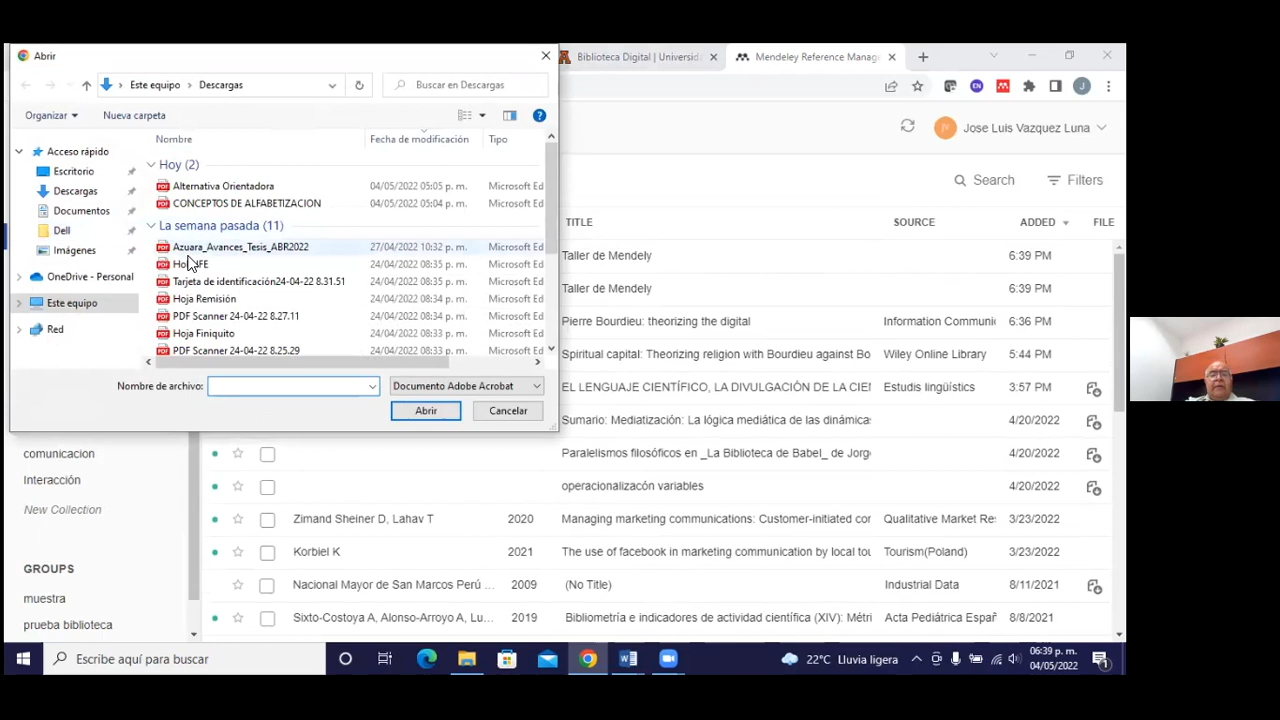 Abrir
Biblioteca Digital | Universid
Mendeley Reference Manag
Este equipo
Descargas
Buscar en Descargas
Organizar
Nueva carpeta
Jose Luis Vazquez Luna
J
Nombre
Fecha de modificación
Tipo
Acceso rápido
Escritorio
Descargas
Documentos
Dell
Imágenes
OneDrive - Personal
Este equipo
Red
Hoy (2)
Alternativa Orientadora 04/05/2022 05:05 p. m. Microsoft Ed
CONCEPTOS DE ALFABETIZACION 04/05/2022 05:04 p. m. Microsoft Ed
La semana pasada (11)
Azuara_Avances_Tesis_ABR2022 27/04/2022 10:32 p. m. Microsoft Ed
24/04/2022 08:35 p. m. Microsoft Ed
Tarjeta de identificación24-04-22 8.31.51 24/04/2022 08:35 p. m. Microsoft Ed
Hoja Remisión 24/04/2022 08:34 p. m. Microsoft Ed
PDF Scanner 24-04-22 8.27.11 24/04/2022 08:34 p. m. Microsoft Ed
Hoja Finiquito 24/04/2022 08:33 p. m. Microsoft Ed
PDF Scanner 24-04-22 8.25.29 24/04/2022 08:33 p. m. Microsoft Ed
Nombre de archivo:
Documento Adobe Acrobat
Abrir
Cancelar
Search
Filters
TITLE SOURCE ADDED FILE
Taller de Mendely 6:39 PM
Taller de Mendely 6:39 PM
Pierre Bourdieu: theorizing the digital Information Communi 6:36 PM
Spiritual capital: Theorizing religion with Bourdieu against Bo Wiley Online Library 5:44 PM
EL LENGUAJE CIENTÍFICO, LA DIVULGACIÓN DE LA CIEN Estudis lingüístics 3:57 PM
Sumario: Mediatización: La lógica mediática de las dinámicas 4/20/2022
Paralelismos filosóficos en _La Biblioteca de Babel_ de Jorg 4/20/2022
operacionalizacón variables 4/20/2022
Zimand Sheiner D, Lahav T 2020 Managing marketing communications: Customer-initiated cor Qualitative Market Res 3/23/2022
Korbiel K 2021 The use of facebook in marketing communication by local tou Tourism(Poland) 3/23/2022
Nacional Mayor de San Marcos Perú ... 2009 (No Title) Industrial Data 8/11/2021
Sixto-Costoya A, Alonso-Arroyo A, Lu... 2019 Bibliometría e indicadores de actividad científica (XIV): Métri Acta Pediátrica Españ 8/8/2021
comunicacion
Interacción
New Collection
GROUPS
muestra
prueba biblioteca
Escribe aquí para buscar
22°C Lluvia ligera
06:39 p. m.
04/05/2022
1